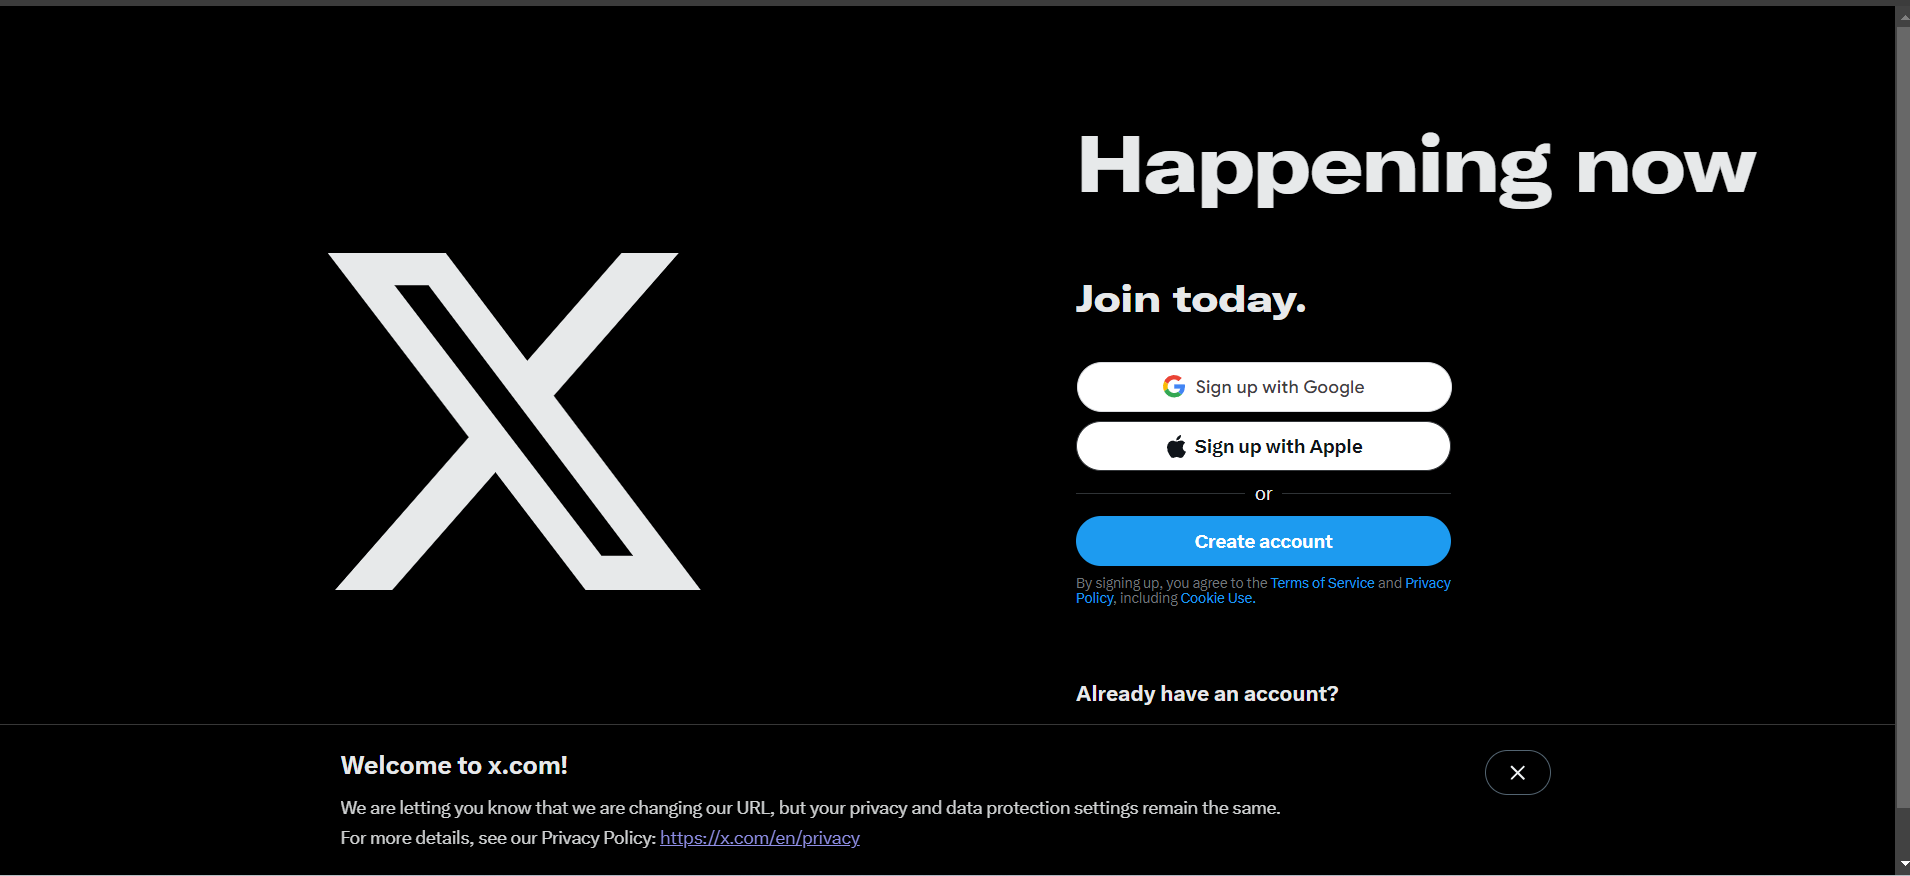 Happening now
Join today.
Sign up with Google
Sign up with Apple
or
Create account
By signing up, you agree to the Terms of Service and Privacy
Policy, including Cookie Use.
Already have an account?
Welcome to x.com!
We are letting you know that we are changing our URL, but your privacy and data protection settings remain the same.
For more details, see our Privacy Policy: https://x.com/en/privacy